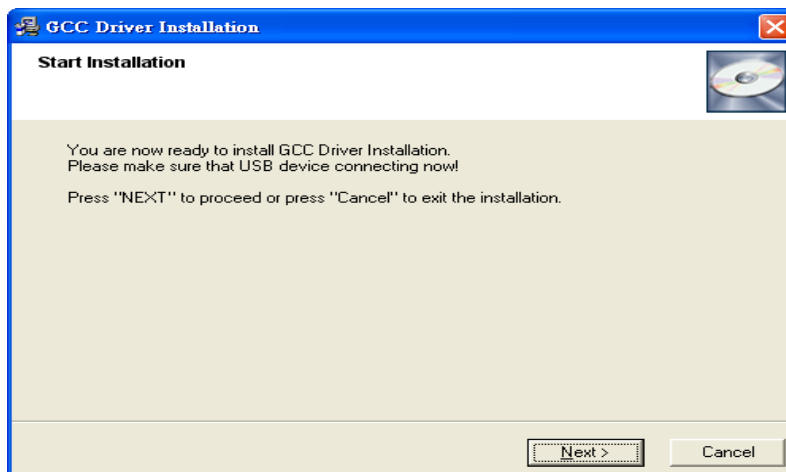 GCC Driver Installation
Start Installation
You are now ready to install GCC Driver Installation.
Please make sure that USB device connecting now!
Press "NEXT" to proceed or press "Cancel" to exit the installation.
Next >
Cancel